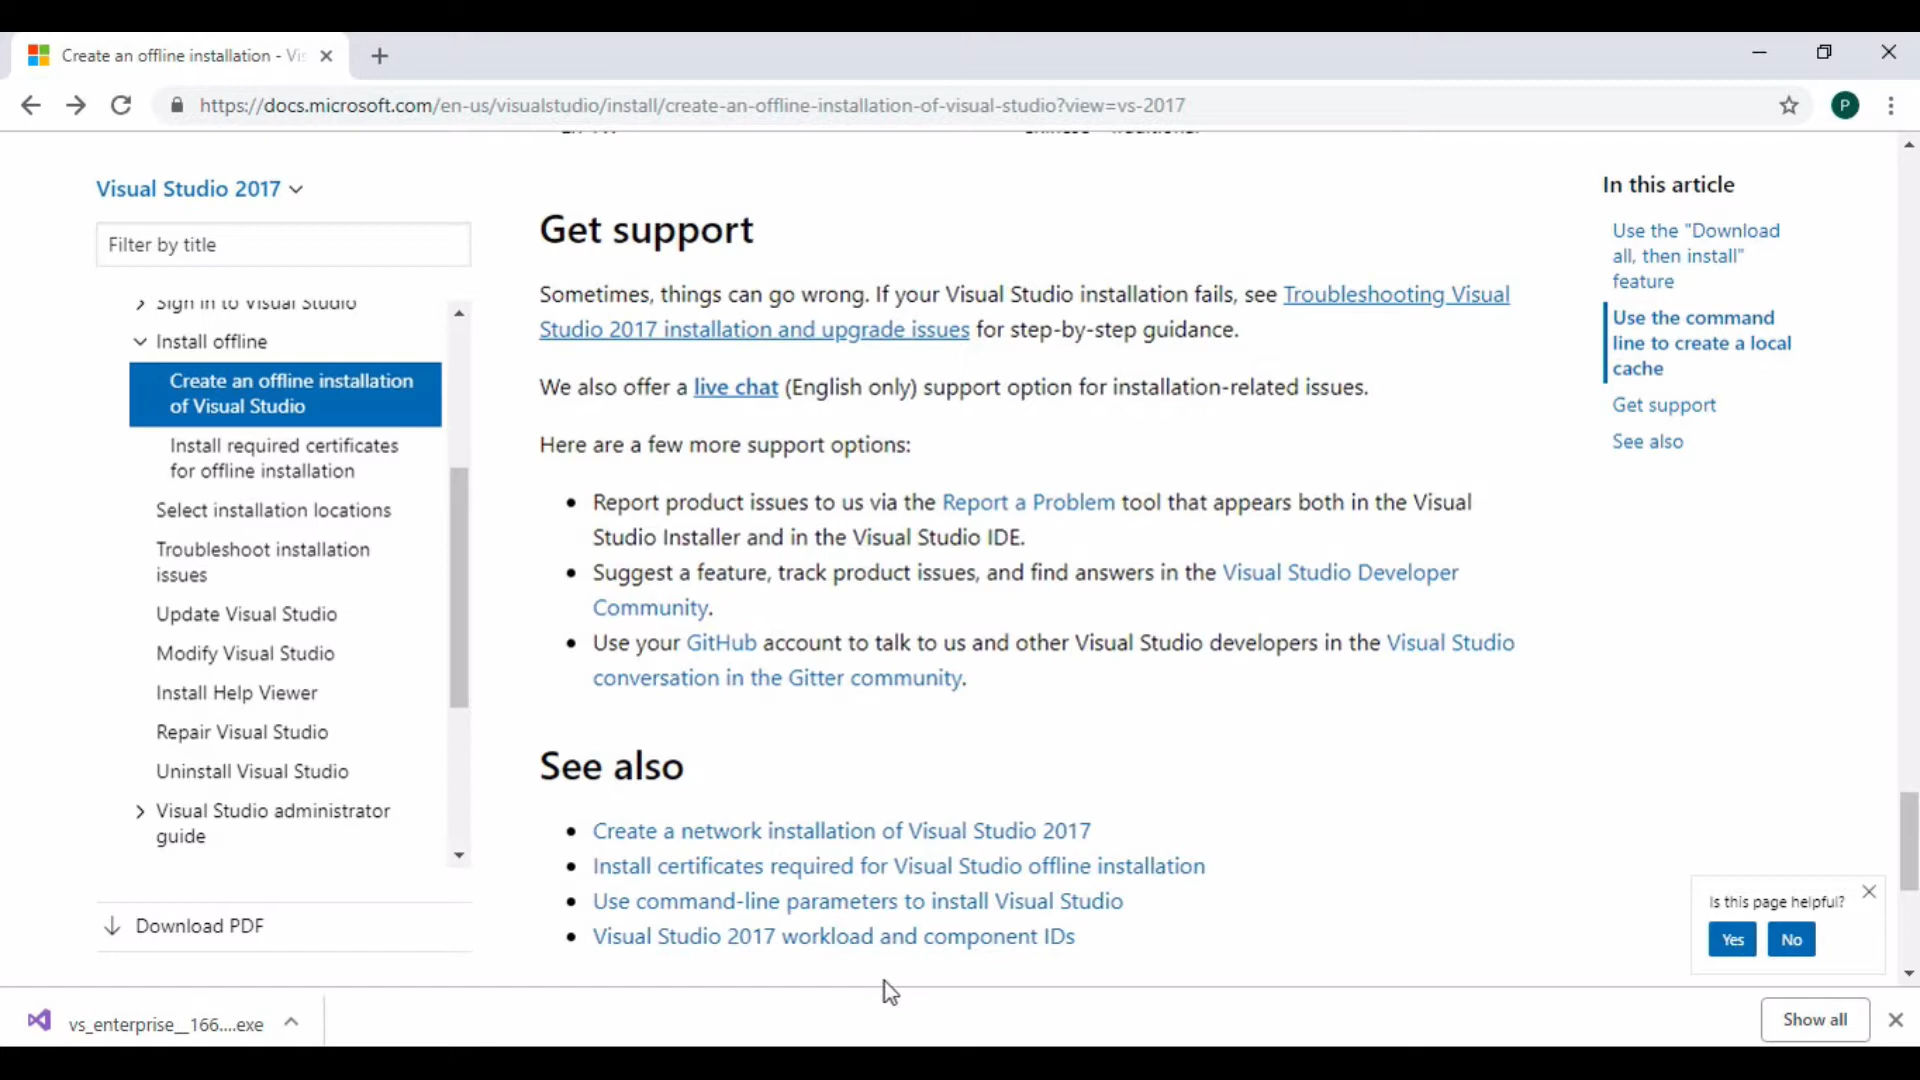 Create an offline installation - Vis
https://docs.microsoft.com/en-us/visualstudio/install/create-an-offline-installation-of-visual-studio?view=vs-2017
P
Visual Studio 2017
Filter by title
Sign in to Visual Studio
Install offline
Create an offline installation
of Visual Studio
Install required certificates
for offline installation
Select installation locations
Troubleshoot installation
issues
Update Visual Studio
Modify Visual Studio
Install Help Viewer
Repair Visual Studio
Uninstall Visual Studio
Visual Studio administrator
guide
Download PDF
Get support
Sometimes, things can go wrong. If your Visual Studio installation fails, see Troubleshooting Visual
Studio 2017 installation and upgrade issues for step-by-step guidance.
We also offer a live chat (English only) support option for installation-related issues.
Here are a few more support options:
• Report product issues to us via the Report a Problem tool that appears both in the Visual
Studio Installer and in the Visual Studio IDE.
• Suggest a feature, track product issues, and find answers in the Visual Studio Developer
Community.
• Use your GitHub account to talk to us and other Visual Studio developers in the Visual Studio
conversation in the Gitter community.
See also
• Create a network installation of Visual Studio 2017
• Install certificates required for Visual Studio offline installation
• Use command-line parameters to install Visual Studio
• Visual Studio 2017 workload and component IDs
In this article
Use the "Download
all, then install"
feature
Use the command
line to create a local
cache
Get support
See also
Is this page helpful?
Yes
No
vs_enterprise__166....exe
Show all